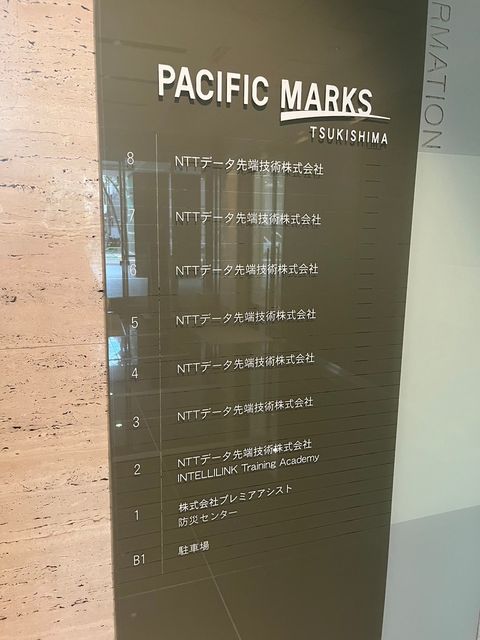 RMATION
PACIFIC MARKS
TSUKISHIMA
8 NTTデータ先端技術株式会社
7 NTTデータ先端技術株式会社
6 NTTデータ先端技術株式会社
5 NTTデータ先端技術株式会社
4 NTTデータ先端技術株式会社
3 NTTデータ先端技術株式会社
2 NTTデータ先端技術株式会社
INTELLILINK Training Academy
1 株式会社プレミアアシスト
防災センター
B1 駐車場